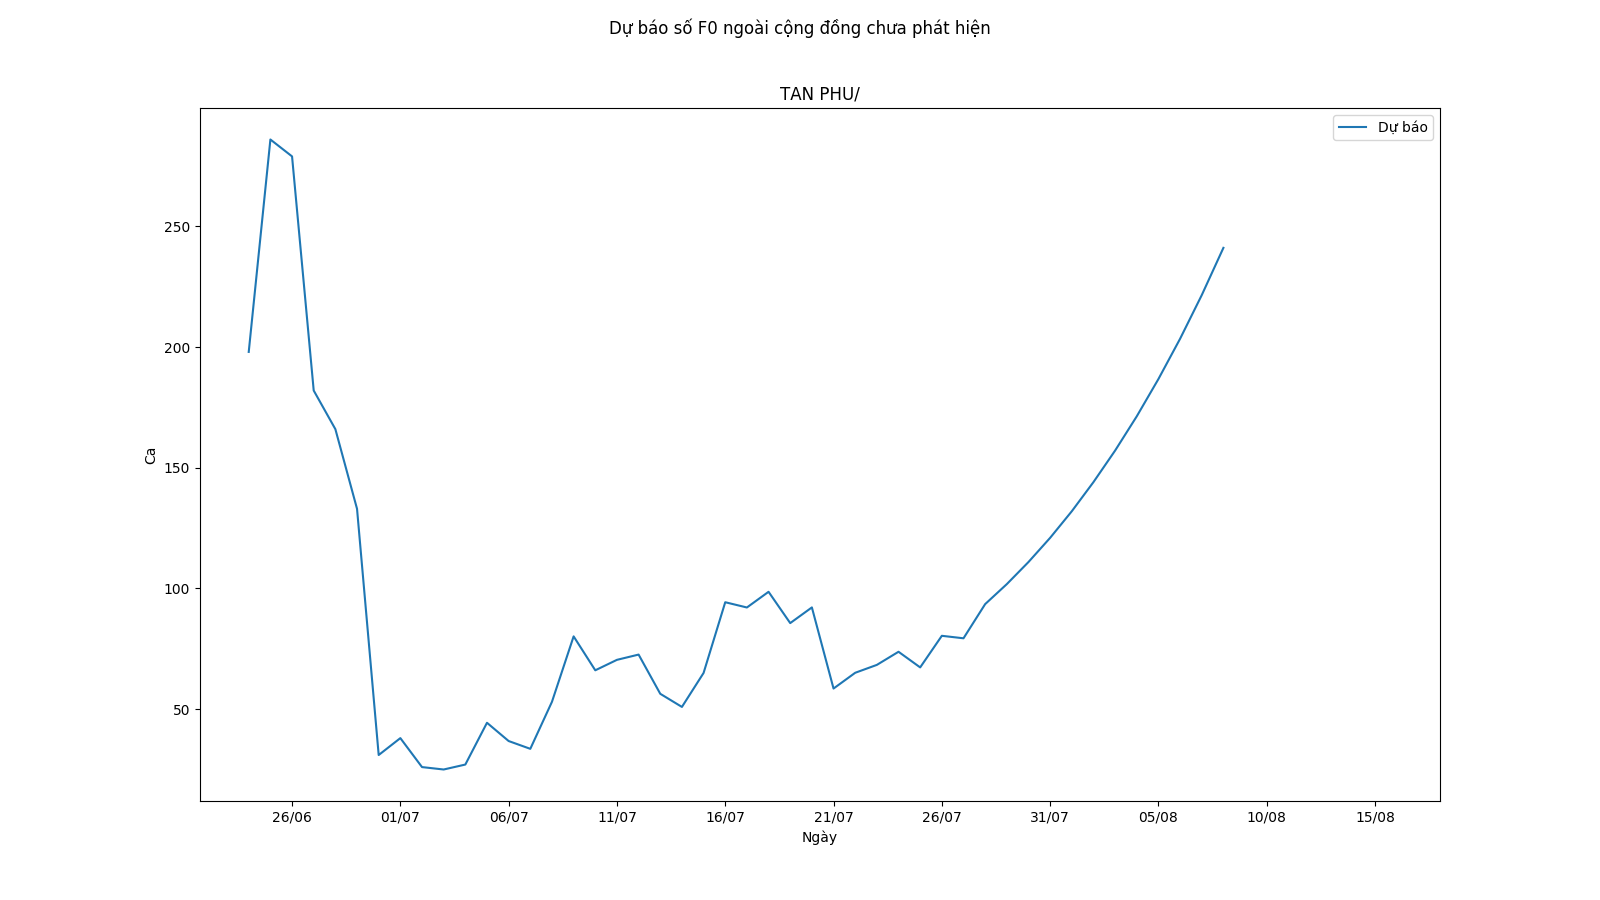 Dự báo số F0 ngoài cộng đồng chưa phát hiện
TAN PHU/
Dự báo
250
200
150
100
50
Ca
26/06 01/07 06/07 11/07 16/07 21/07 26/07 31/07 05/08 10/08 15/08
Ngày